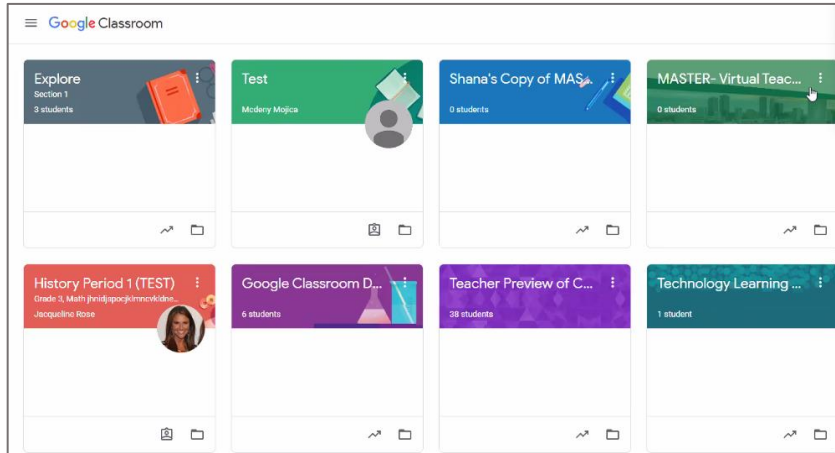 Google Classroom
Explore
Section 1
3 students
Test
Mcdeny Mojica
Shana's Copy of MAS...
0 students
MASTER- Virtual Teac...
0 students
History Period 1 (TEST)
Grade 3, Math
Jacqueline Rose
Google Classroom D...
6 students
Teacher Preview of C...
38 students
Technology Learning ...
1 student